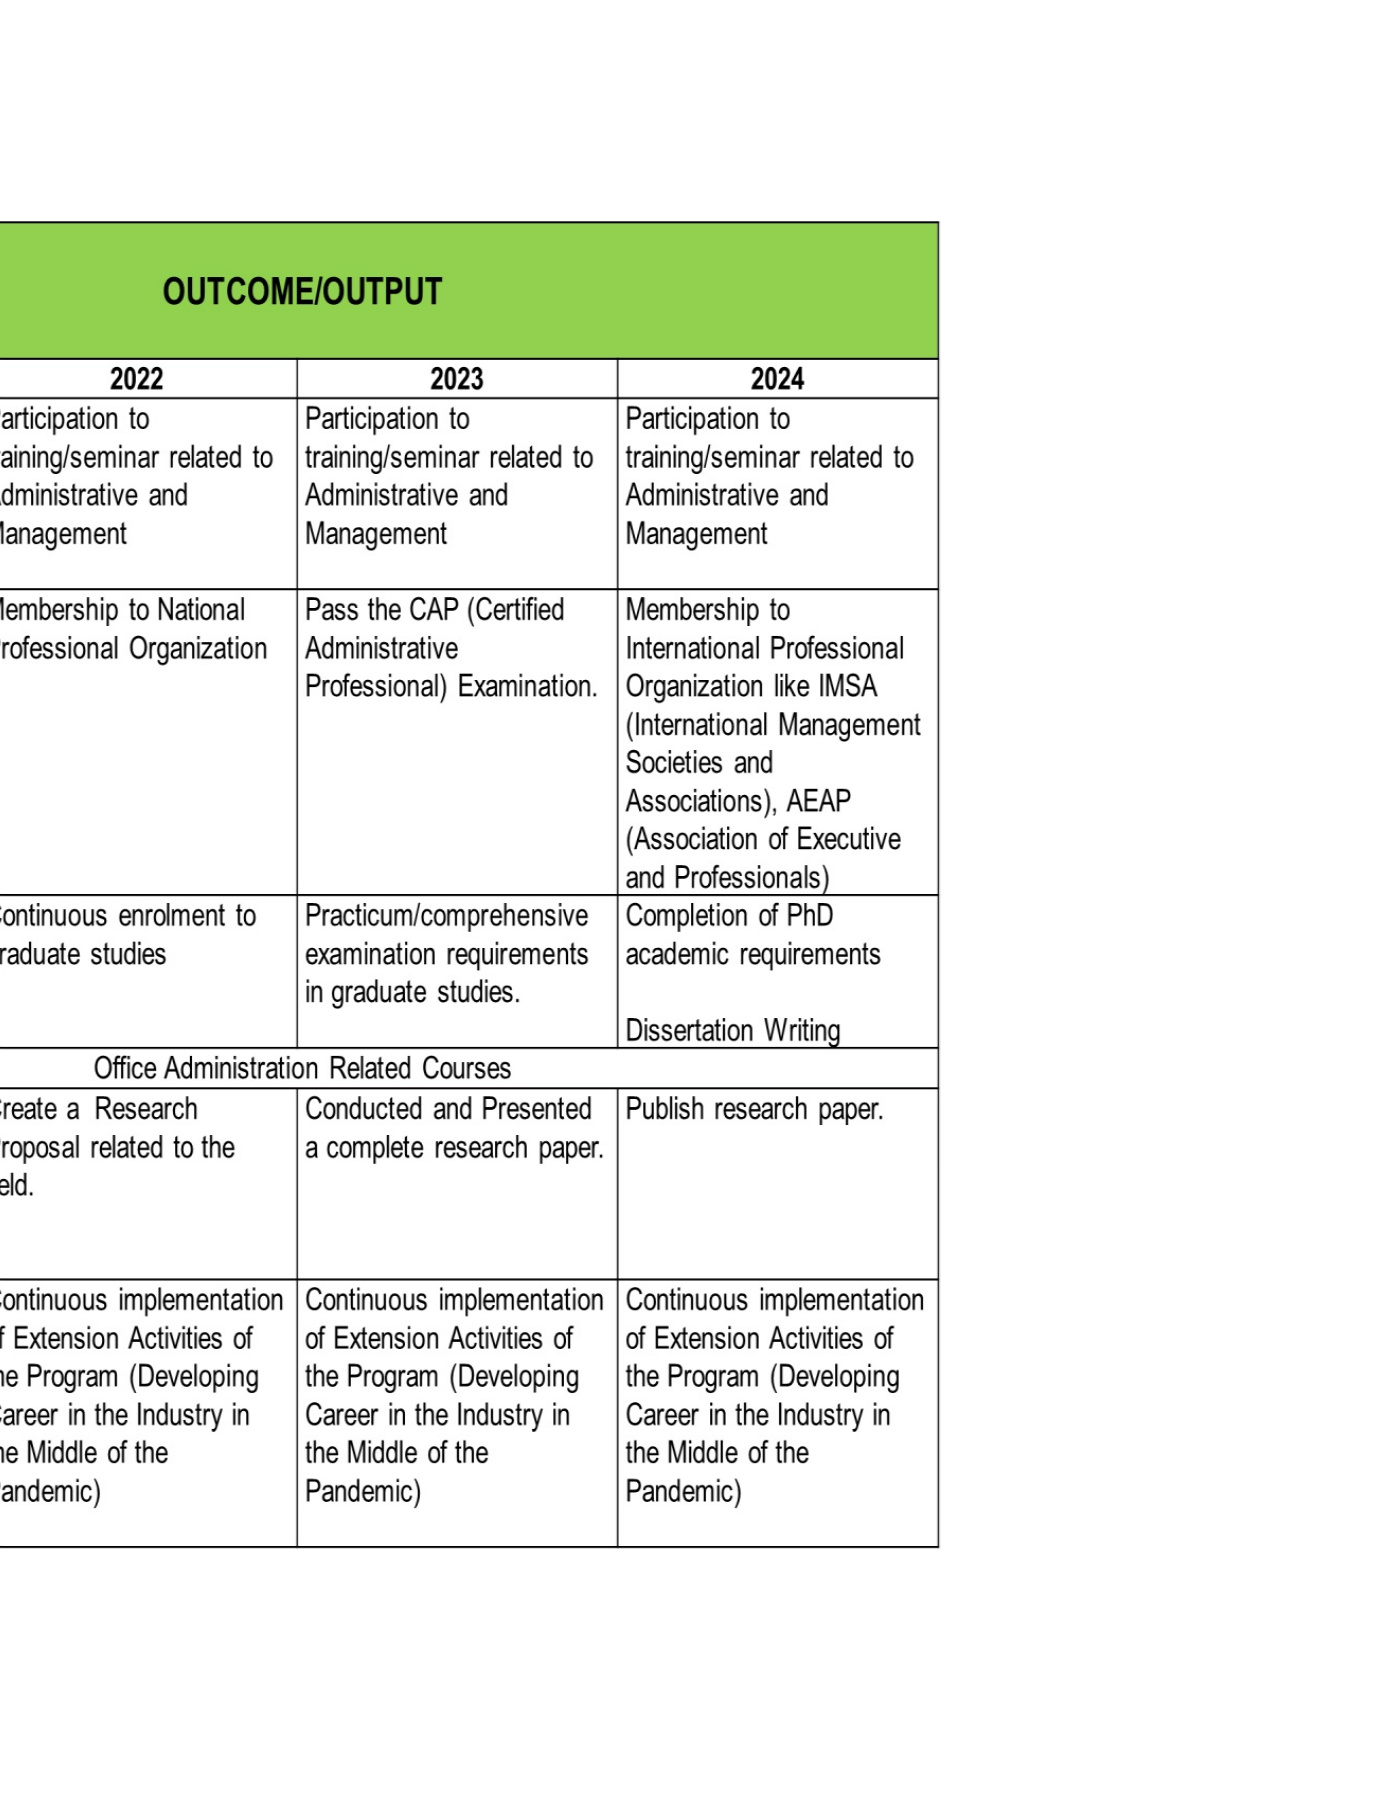 OUTCOME/OUTPUT
2022
2023
2024
articipation to
aining/seminar related to
dministrative and
anagement
Participation to
training/seminar related to
Administrative and
Management
Participation to
training/seminar related to
Administrative and
Management
embership to National
rofessional Organization
Pass the CAP (Certified
Administrative
Professional) Examination.
Membership to
International Professional
Organization like IMSA
(International Management
Societies and
Associations), AEAP
(Association of Executive
and Professionals)
ontinuous enrolment to
raduate studies
Practicum/comprehensive
examination requirements
in graduate studies.
Completion of PhD
academic requirements
Dissertation Writing
Office Administration Related Courses
reate a Research
roposal related to the
eld.
Conducted and Presented
a complete research paper.
Publish research paper.
ontinuous implementation
f Extension Activities of
he Program (Developing
areer in the Industry in
he Middle of the
andemic)
Continuous implementation
of Extension Activities of
the Program (Developing
Career in the Industry in
the Middle of the
Pandemic)
Continuous implementation
of Extension Activities of
the Program (Developing
Career in the Industry in
the Middle of the
Pandemic)